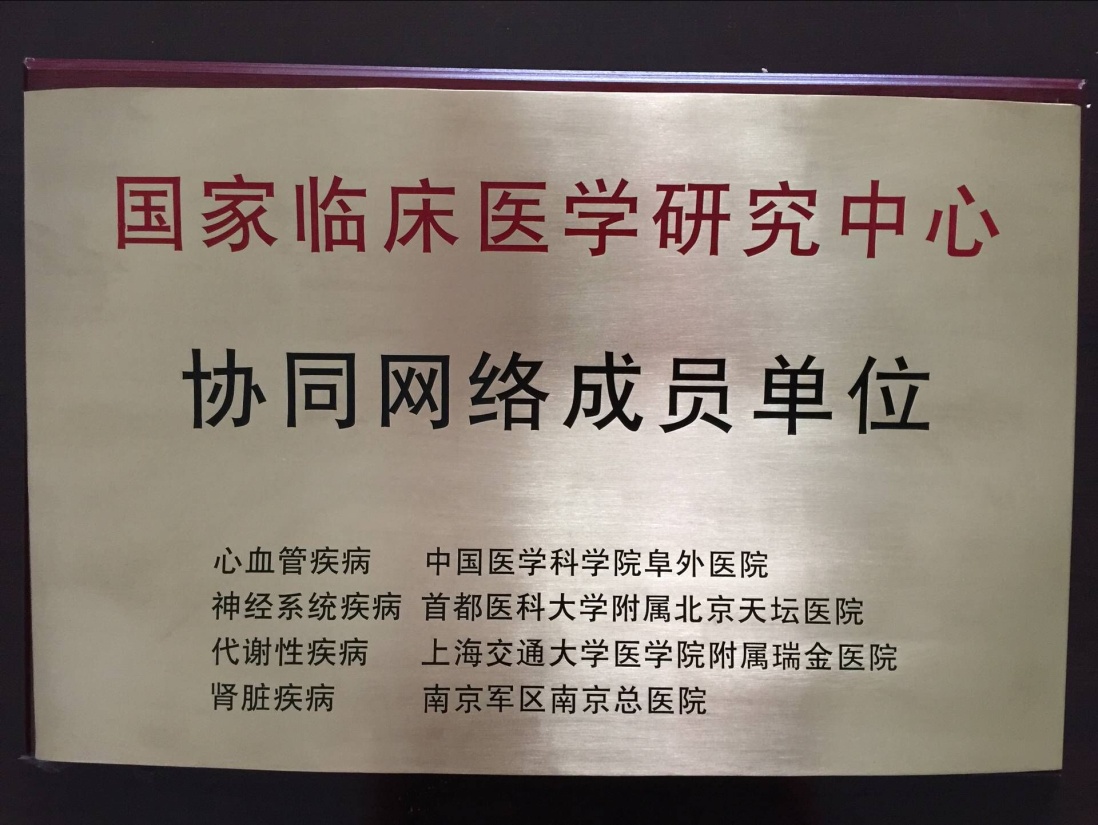 国家临床医学研究中心
协同网络成员单位
心血管疾病 中国医学科学院阜外医院
神经系统疾病 首都医科大学附属北京天坛医院
代谢性疾病 上海交通大学医学院附属瑞金医院
肾脏疾病 南京军区南京总医院